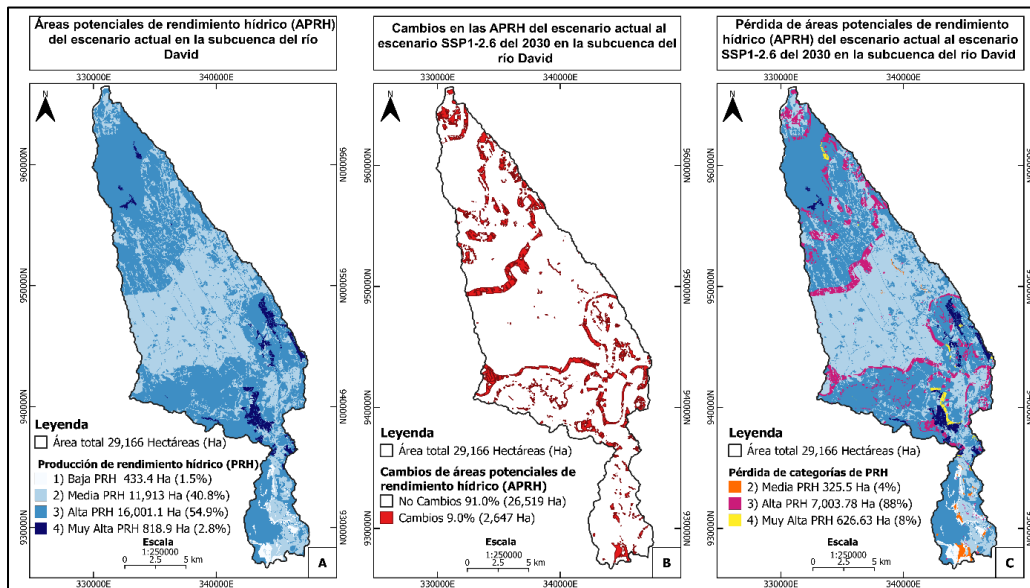 Áreas potenciales de rendimiento hídrico (APRH)
del escenario actual en la subcuenca del río
David
330000E
340000E
N
960000N
950000N
940000N
930000N
Leyenda
Área total 29,166 Hectáreas (Ha)
Producción de rendimiento hídrico (PRH)
1) Baja PRH 433.4 Ha (1.5%)
2) Media PRH 11,913 Ha (40.8%)
3) Alta PRH 16,001.1 Ha (54.9%)
4) Muy Alta PRH 818.9 Ha (2.8%)
Escala
1:250000
0 2.5 5 km
330000E
340000E
A
Cambios en las APRH del escenario actual al
escenario SSP1-2.6 del 2030 en la subcuenca del
río David
330000E
340000E
N
960000N
950000N
940000N
930000N
Leyenda
Área total 29,166 Hectáreas (Ha)
Cambios de áreas potenciales de
rendimiento hídrico (APRH)
No Cambios 91.0% (26,519 Ha)
Cambios 9.0% (2,647 Ha)
Escala
1:250000
0 2.5 5 km
330000E
340000E
B
Pérdida de áreas potenciales de rendimiento
hídrico (APRH) del escenario actual al escenario
SSP1-2.6 del 2030 en la subcuenca del río David
330000E
340000E
N
960000N
950000N
940000N
930000N
960000N
950000N
940000N
930000N
Leyenda
Área total 29,166 Hectáreas (Ha)
Pérdida de categorías de PRH
2) Media PRH 325.5 Ha (4%)
3) Alta PRH 7,003.78 Ha (88%)
4) Muy Alta PRH 626.63 Ha (8%)
Escala
1:250000
0 2.5 5 km
330000E
340000E
C